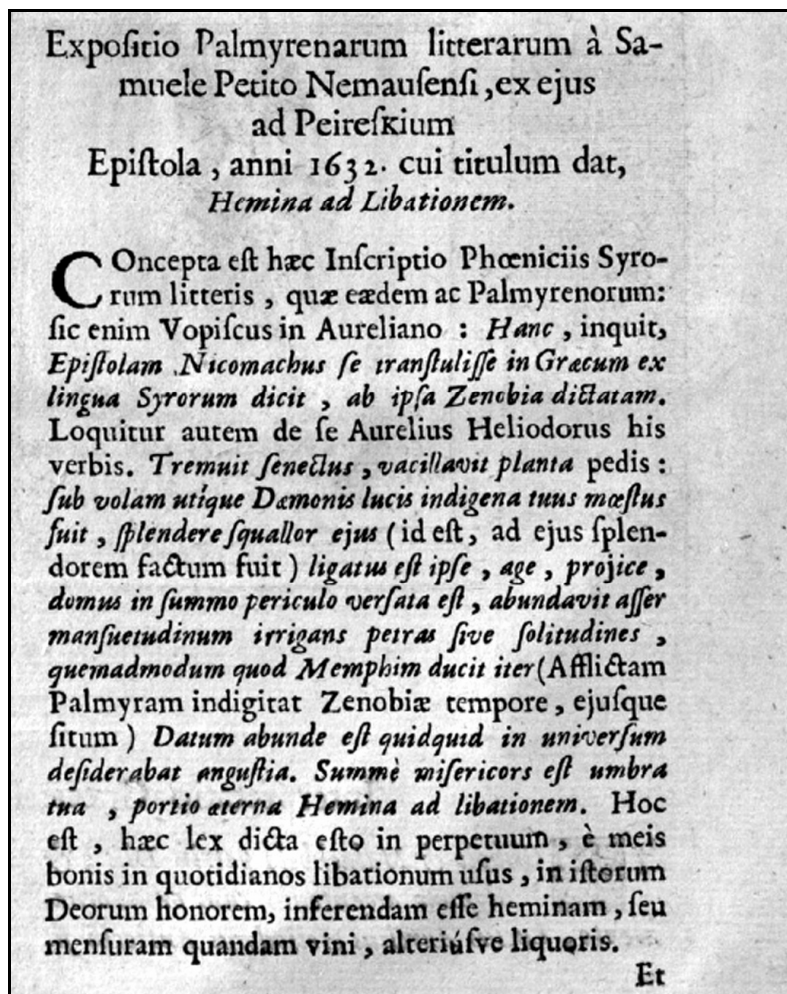 Expoſitio Palmyrenarum litterarum à Sa-
muele Petito Nemauſenſi, ex ejus
ad Peireſkium
Epiſtola, anni 1632. cui titulum dat,
Hemina ad Libationem.
COncepta eſt hæc Inſcriptio Phœniciis Syro-
rum litteris, quæ eædem ac Palmyrenorum:
ſic enim Vopiſcus in Aureliano : Hanc, inquit,
Epiſtolam Nicomachus ſe tranſtuliſſe in Græcum ex
lingua Syrorum dicit, ab ipſa Zenobia dictatam.
Loquitur autem de ſe Aurelius Heliodorus his
verbis. Tremuit ſenectus, vacillavit planta pedis :
ſub volam utique Dæmonis lucis indigena tuus mœſtus
fuit, ſplendere ſquallor ejus (id eſt, ad ejus ſplen-
dorem factum fuit) ligatus eſt ipſe, age, projice,
domus in ſummo periculo verſata eſt, abundavit aſſer
manſuetudinum irrigans petras ſive ſolitudines,
quemadmodum quod Memphim ducit iter (Afflictam
Palmyram indigitat Zenobiæ tempore, ejuſque
ſitum) Datum abunde eſt quidquid in univerſum
deſiderabat anguſtia. Summè miſericors eſt umbra
tua, portio æterna Hemina ad libationem. Hoc
eſt, hæc lex dicta eſto in perpetuum, è meis
bonis in quotidianos libationum uſus, in iſtorum
Deorum honorem, inferendam eſſe heminam, ſeu
menſuram quandam vini, alteriúſve liquoris.
Et